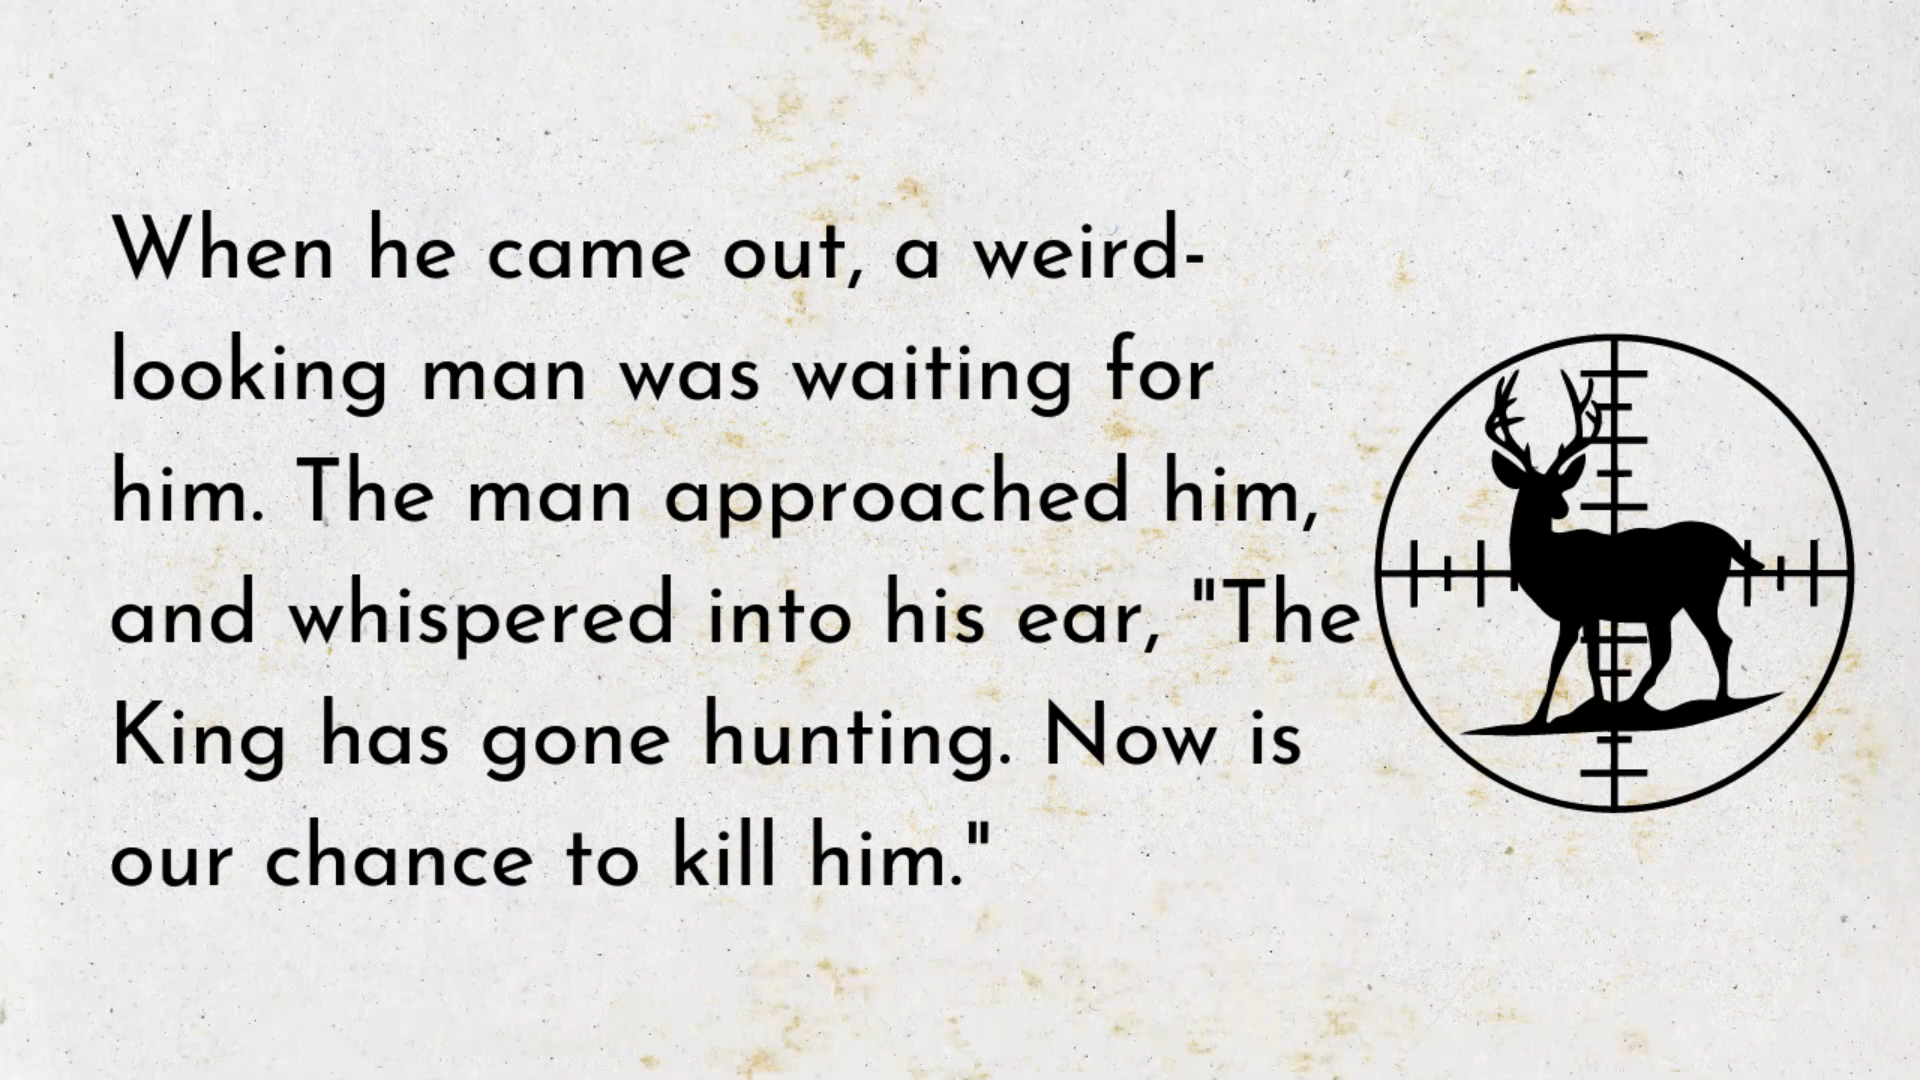 When he came out, a weird-
looking man was waiting for
him. The man approached him,
and whispered into his ear, "The
King has gone hunting. Now is
our chance to kill him."